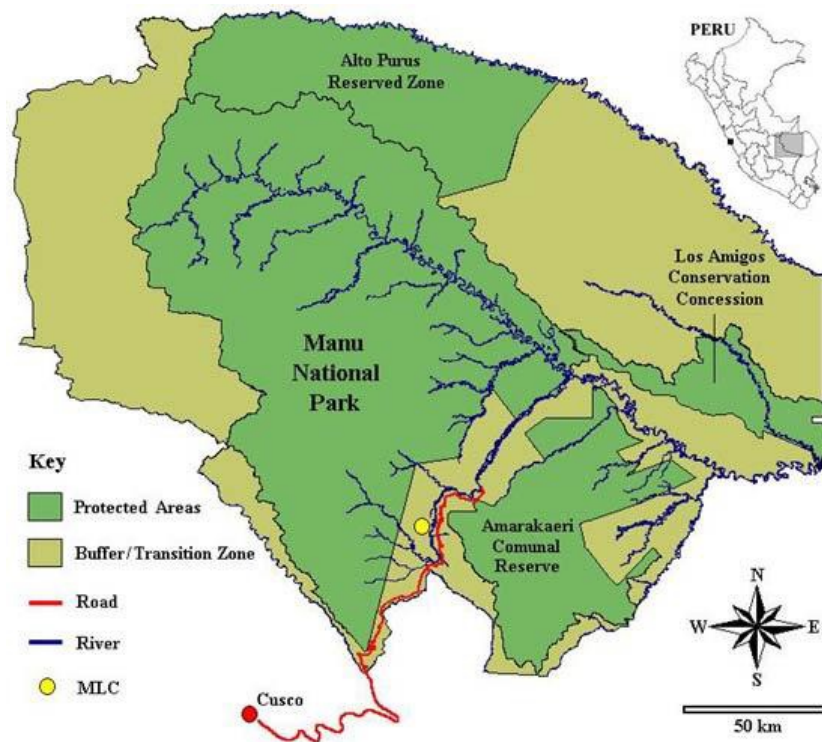 PERU
Alto Purus
Reserved Zone
Los Amigos
Conservation
Concession
Manu
National
Park
Key
Protected Areas
Buffer/Transition Zone
Road
River
MLC
Amarakaeri
Comunal
Reserve
Cusco
N
W
E
S
50 km